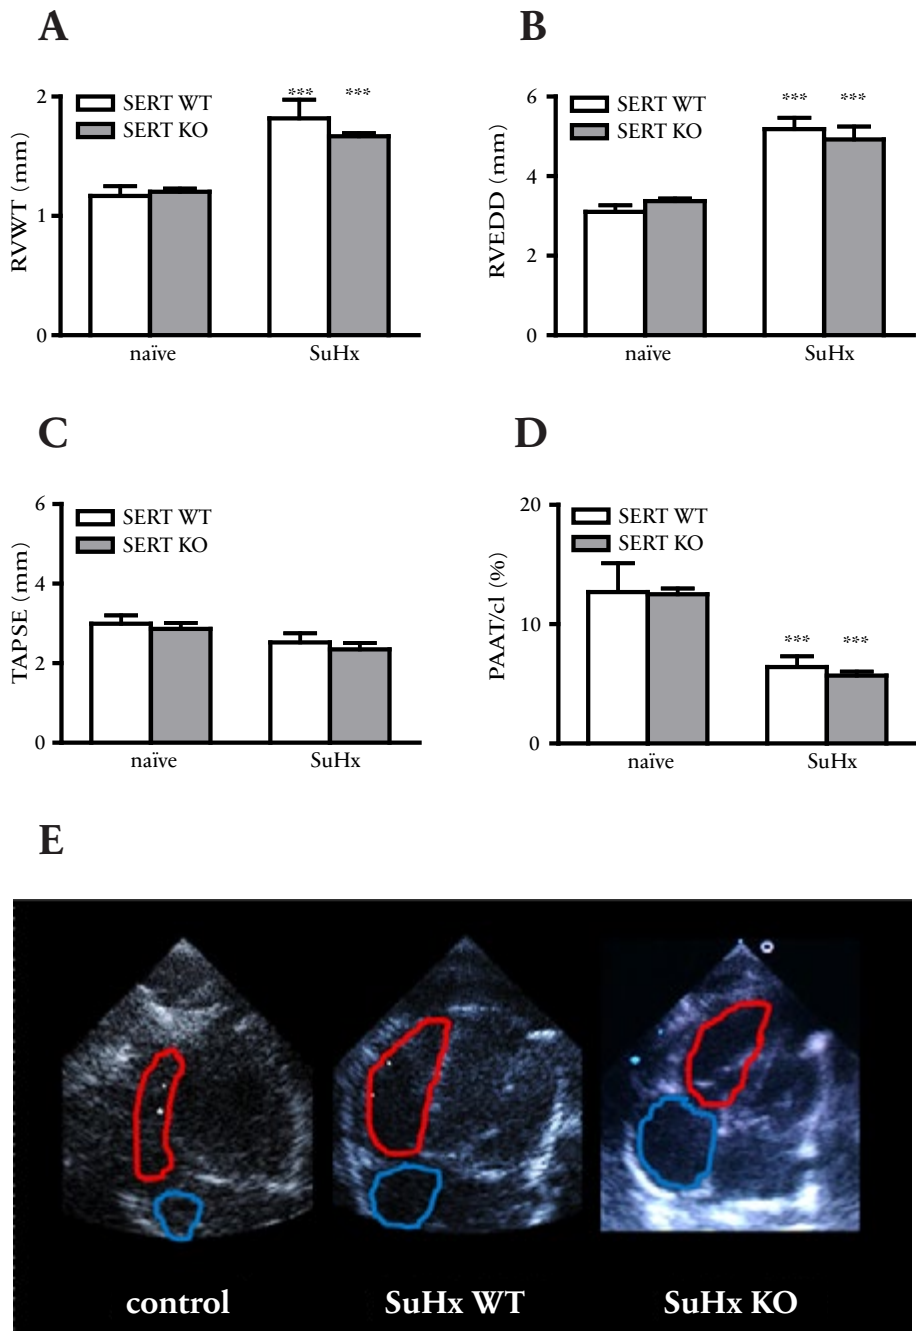 A
RVWT (mm)
2
1
0
SERT WT
SERT KO
*** ***
naïve SuHx
B
RVEDD (mm)
6
4
2
0
SERT WT
SERT KO
*** ***
naïve SuHx
C
TAPSE (mm)
6
4
2
0
SERT WT
SERT KO
naïve SuHx
D
PAAT/cl (%)
20
10
0
SERT WT
SERT KO
*** ***
naïve SuHx
E
control SuHx WT SuHx KO